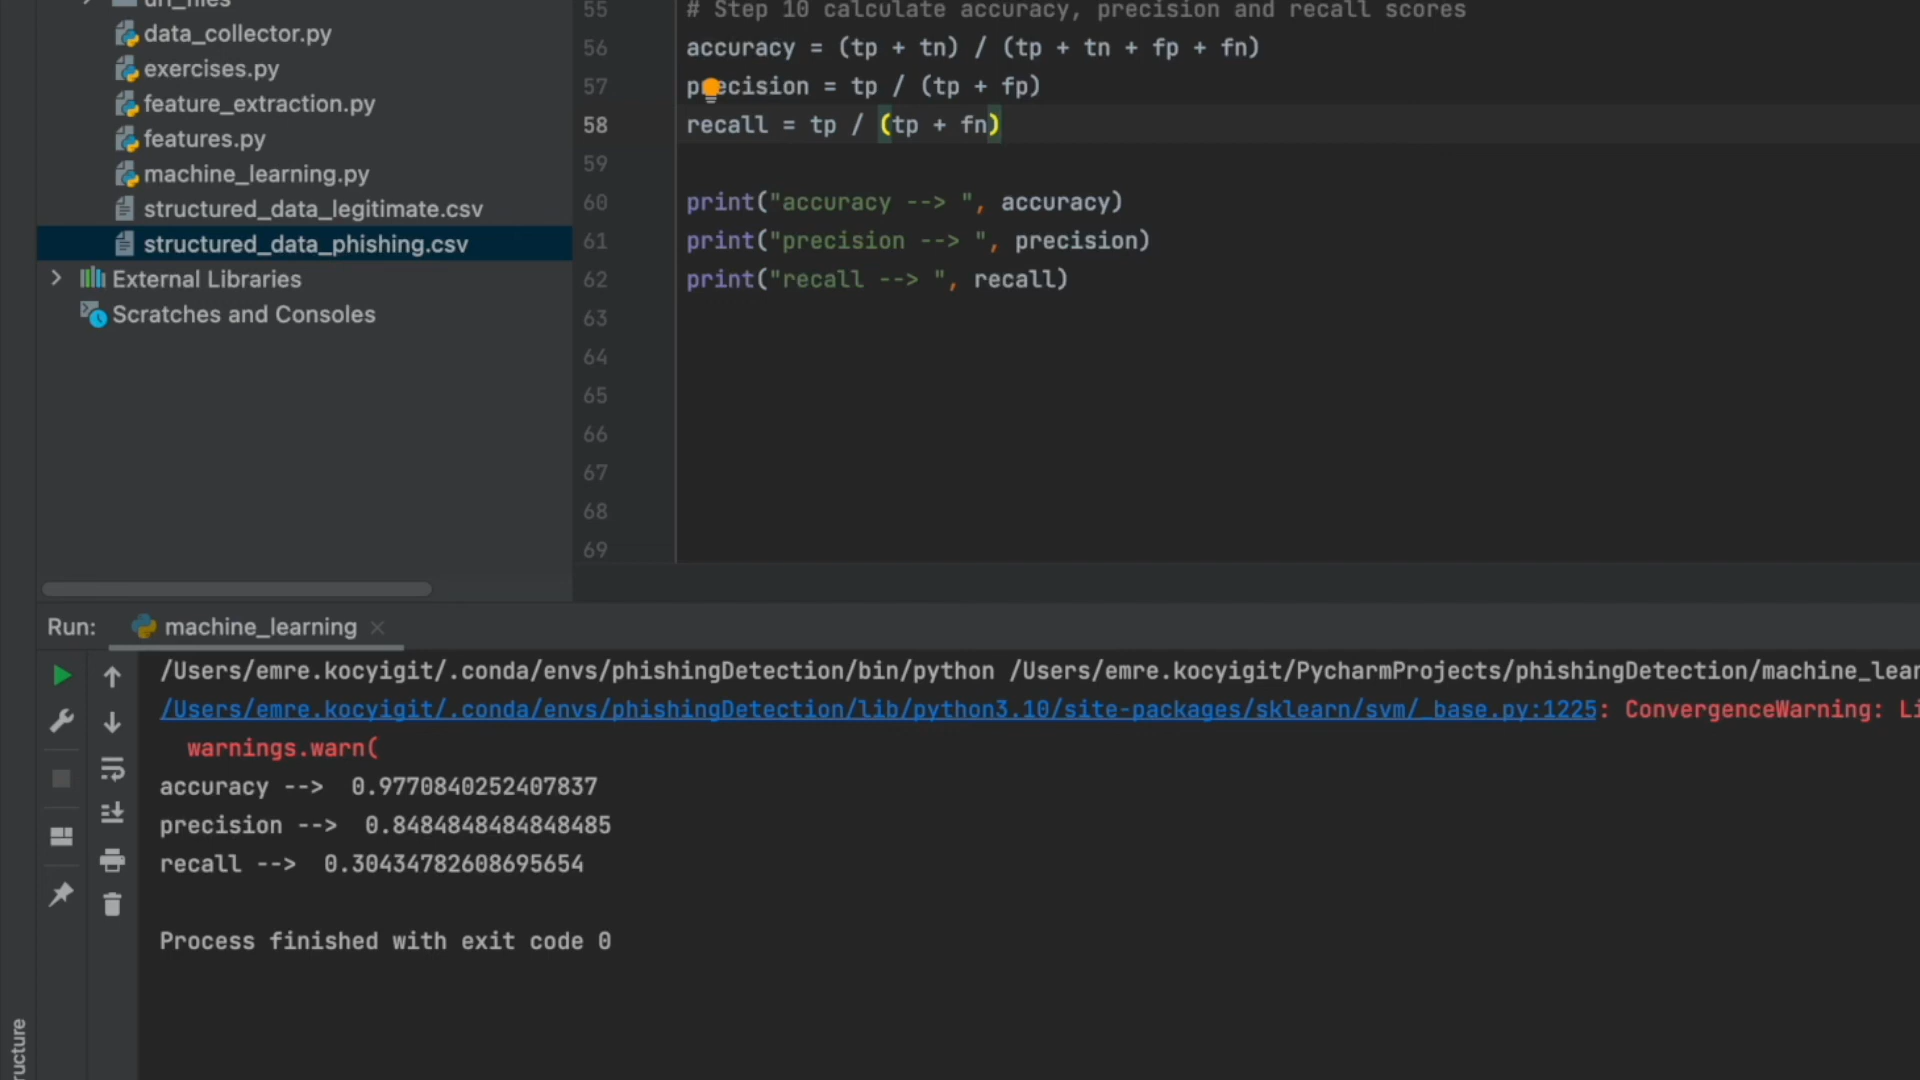 url_files
data_collector.py
exercises.py
feature_extraction.py
features.py
machine_learning.py
structured_data_legitimate.csv
structured_data_phishing.csv
External Libraries
Scratches and Consoles
55 # Step 10 calculate accuracy, precision and recall scores
56 accuracy = (tp + tn) / (tp + tn + fp + fn)
57 precision = tp / (tp + fp)
58 recall = tp / (tp + fn)
59
60 print("accuracy --> ", accuracy)
61 print("precision --> ", precision)
62 print("recall --> ", recall)
63
64
65
66
67
68
69
Run: machine_learning
/Users/emre.kocyigit/.conda/envs/phishingDetection/bin/python /Users/emre.kocyigit/PycharmProjects/phishingDetection/machine_lear
/Users/emre.kocyigit/.conda/envs/phishingDetection/lib/python3.10/site-packages/sklearn/svm/_base.py:1225: ConvergenceWarning: Li
warnings.warn(
accuracy --> 0.9770840252407837
precision --> 0.8484848484848485
recall --> 0.30434782608695654
Process finished with exit code 0
ructure